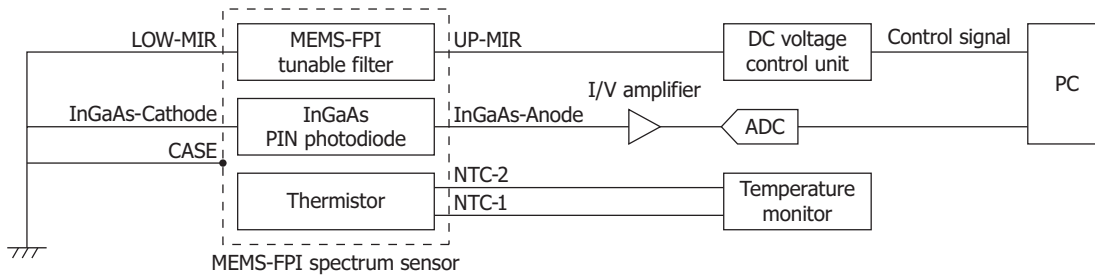 LOW-MIR
MEMS-FPI
tunable filter
UP-MIR
DC voltage
control unit
Control signal
PC
InGaAs-Cathode
InGaAs
PIN photodiode
InGaAs-Anode
I/V amplifier
ADC
CASE
Thermistor
NTC-2
NTC-1
Temperature
monitor
MEMS-FPI spectrum sensor